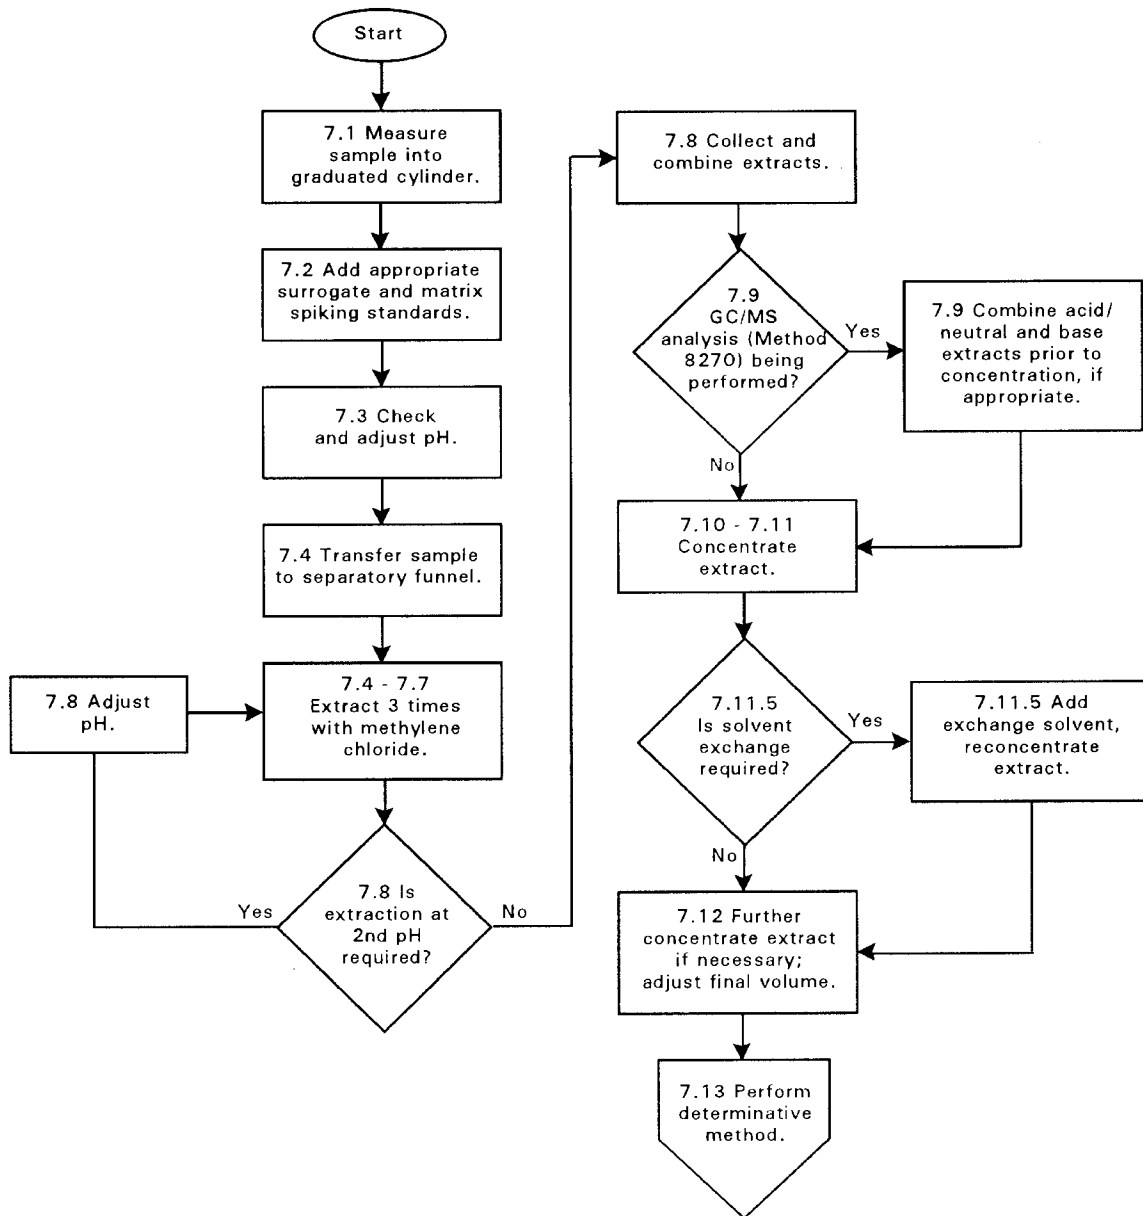 Start
7.1 Measure
sample into
graduated cylinder.
7.2 Add appropriate
surrogate and matrix
spiking standards.
7.3 Check
and adjust pH.
7.4 Transfer sample
to separatory funnel.
7.4 - 7.7
Extract 3 times
with methylene
chloride.
7.8 Adjust
pH.
7.8 Is
extraction at
2nd pH
required?
Yes
No
7.8 Collect and
combine extracts.
7.9
GC/MS
analysis (Method
8270) being
performed?
Yes
No
7.9 Combine acid/
neutral and base
extracts prior to
concentration, if
appropriate.
7.10 - 7.11
Concentrate
extract.
7.11.5
Is solvent
exchange
required?
Yes
No
7.11.5 Add
exchange solvent,
reconcentrate
extract.
7.12 Further
concentrate extract
if necessary;
adjust final volume.
7.13 Perform
determinative
method.